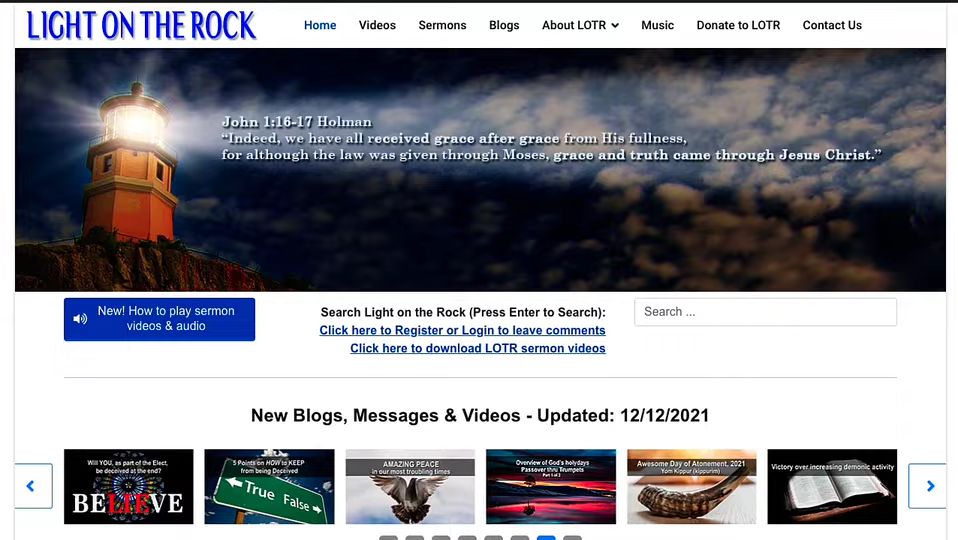 LIGHT ON THE ROCK
Home Videos Sermons Blogs About LOTR Music Donate to LOTR Contact Us
John 1:16-17 Holman
“Indeed, we have all received grace after grace from His fullness,
for although the law was given through Moses, grace and truth came through Jesus Christ.”
New! How to play sermon
videos & audio
Search Light on the Rock (Press Enter to Search):
Click here to Register or Login to leave comments
Click here to download LOTR sermon videos
Search ...
New Blogs, Messages & Videos - Updated: 12/12/2021
Will YOU, as part of the Elect,
be deceived at the end?
BELIEVE
5 Points on HOW to KEEP
from being Deceived
True
False
AMAZING PEACE
in our most troubling times
Overview of God's holydays
Passover thru Trumpets
Part 1 of 2
Awesome Day of Atonement, 2021
Yom Kippur (kippurim)
Victory over increasing demonic activity